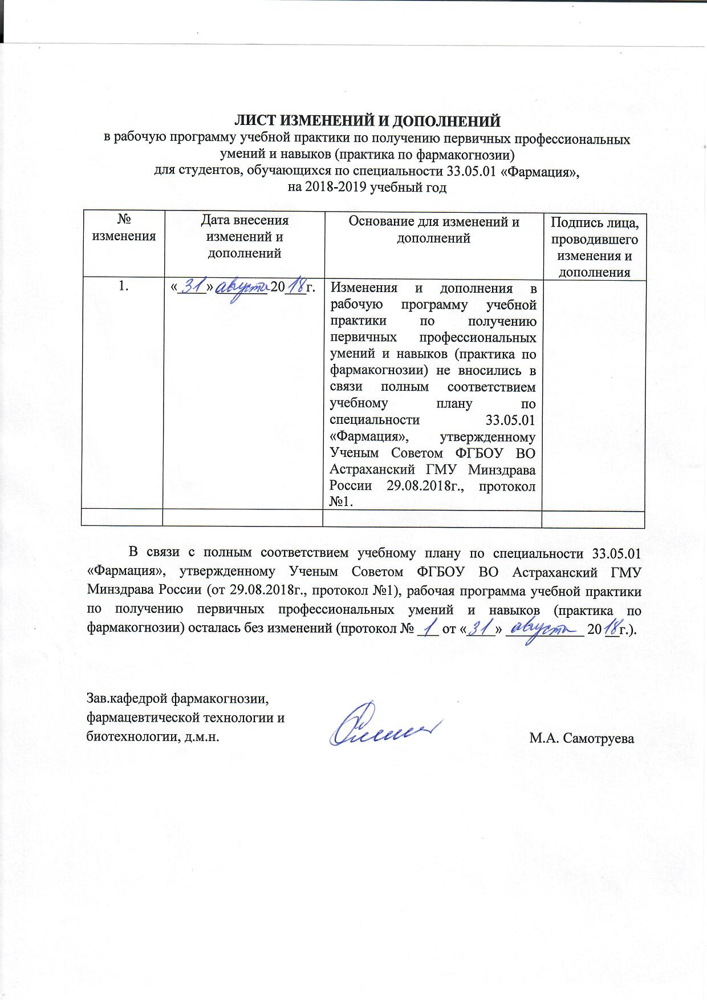 ЛИСТ ИЗМЕНЕНИЙ И ДОПОЛНЕНИЙ
в рабочую программу учебной практики по получению первичных профессиональных
умений и навыков (практика по фармакогнозии)
для студентов, обучающихся по специальности 33.05.01 «Фармация»,
на 2018-2019 учебный год
№
изменения
Дата внесения
изменений и
дополнений
Основание для изменений и
дополнений
Подпись лица,
проводившего
изменения и
дополнения
1.
«31» августа 2018г.
Изменения и дополнения в
рабочую программу учебной
практики по получению
первичных профессиональных
умений и навыков (практика по
фармакогнозии) не вносились в
связи полным соответствием
учебному плану по
специальности 33.05.01
«Фармация», утвержденному
Ученым Советом ФГБОУ ВО
Астраханский ГМУ Минздрава
России 29.08.2018г., протокол
№1.
В связи с полным соответствием учебному плану по специальности 33.05.01
«Фармация», утвержденному Ученым Советом ФГБОУ ВО Астраханский ГМУ
Минздрава России (от 29.08.2018г., протокол №1), рабочая программа учебной практики
по получению первичных профессиональных умений и навыков (практика по
фармакогнозии) осталась без изменений (протокол № 1 от «31» августа 2018г.).
Зав.кафедрой фармакогнозии,
фармацевтической технологии и
биотехнологии, д.м.н.
М.А. Самотруева